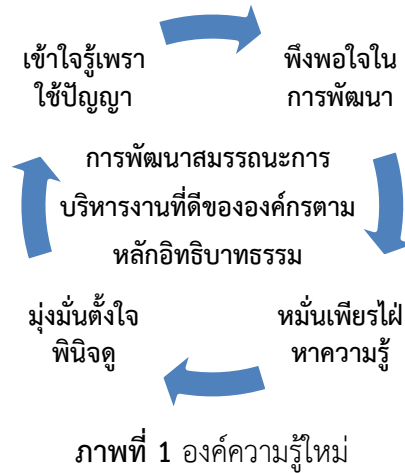 เข้าใจรู้เพรา
ใช้ปัญญา
พึงพอใจใน
การพัฒนา
การพัฒนาสมรรถนะการ
บริหารงานที่ดีขององค์กรตาม
หลักอิทธิบาทธรรม
มุ่งมั่นตั้งใจ
พินิจดู
หมั่นเพียรไฝ่
หาความรู้
ภาพที่ 1 องค์ความรู้ใหม่